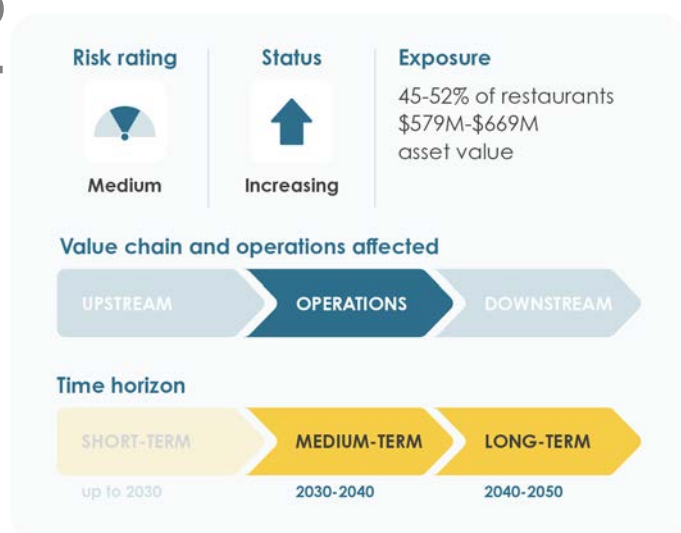 Risk rating
Medium
Status
Increasing
Exposure
45-52% of restaurants
$579M-$669M
asset value
Value chain and operations affected
UPSTREAM
OPERATIONS
DOWNSTREAM
Time horizon
SHORT-TERM
MEDIUM-TERM
LONG-TERM
up to 2030
2030-2040
2040-2050